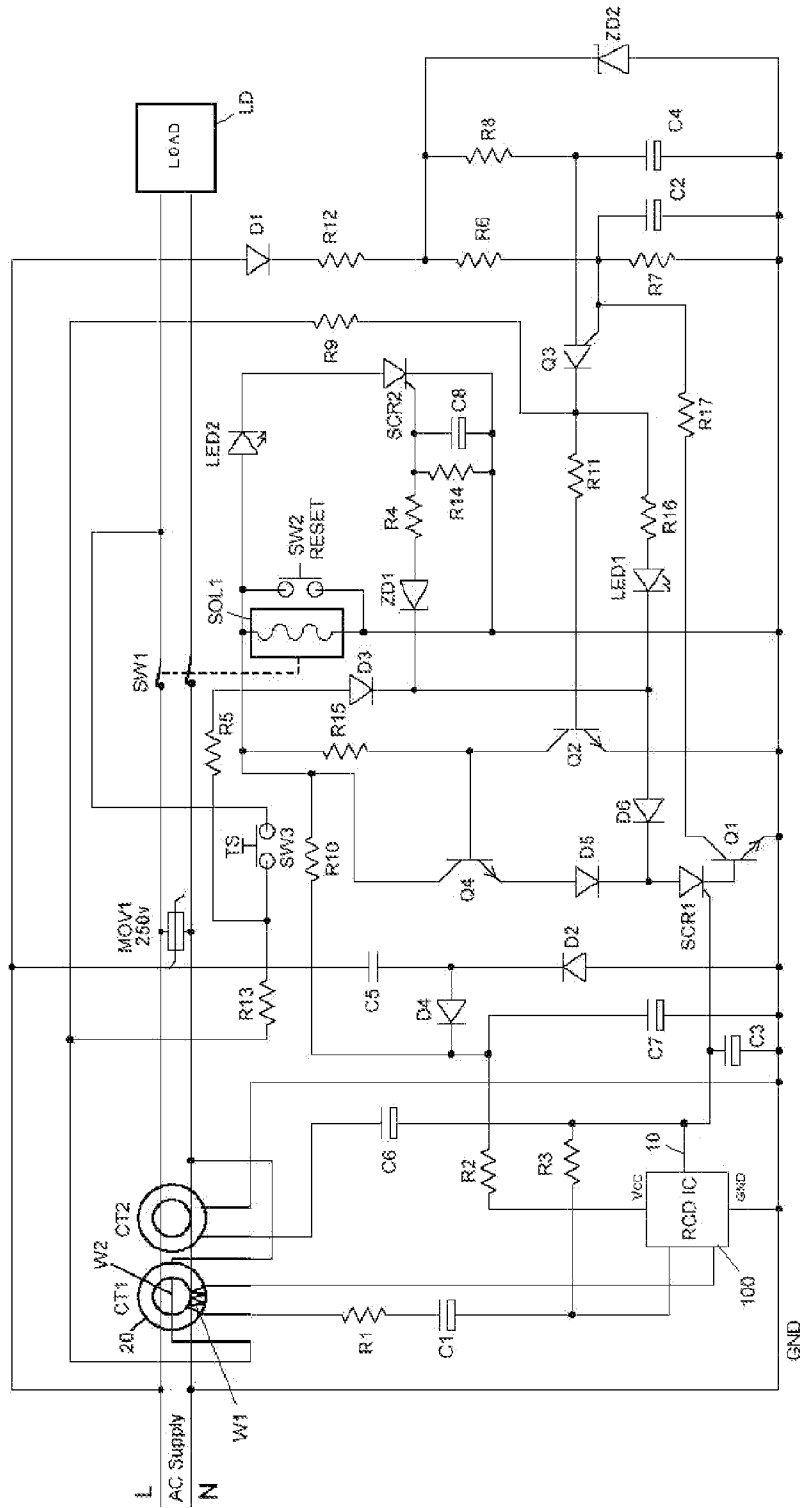 L
AC Supply
N
W1
20
CT1
W2
CT2
MOV1
250v
SW1
LOAD
LD
R13
TS
SW3
R5
SOL1
SW2
RESET
LED2
R9
D1
R12
R10
R15
D3
ZD1
R4
R14
SCR2
C8
R6
R8
ZD2
C5
D4
D2
C6
R1
C1
R2
R3
C7
Q4
D5
D6
Q2
LED1
R16
R11
Q3
R7
C2
C4
R17
Vcc
RCD IC
GND
100
10
C3
SCR1
Q1
GND